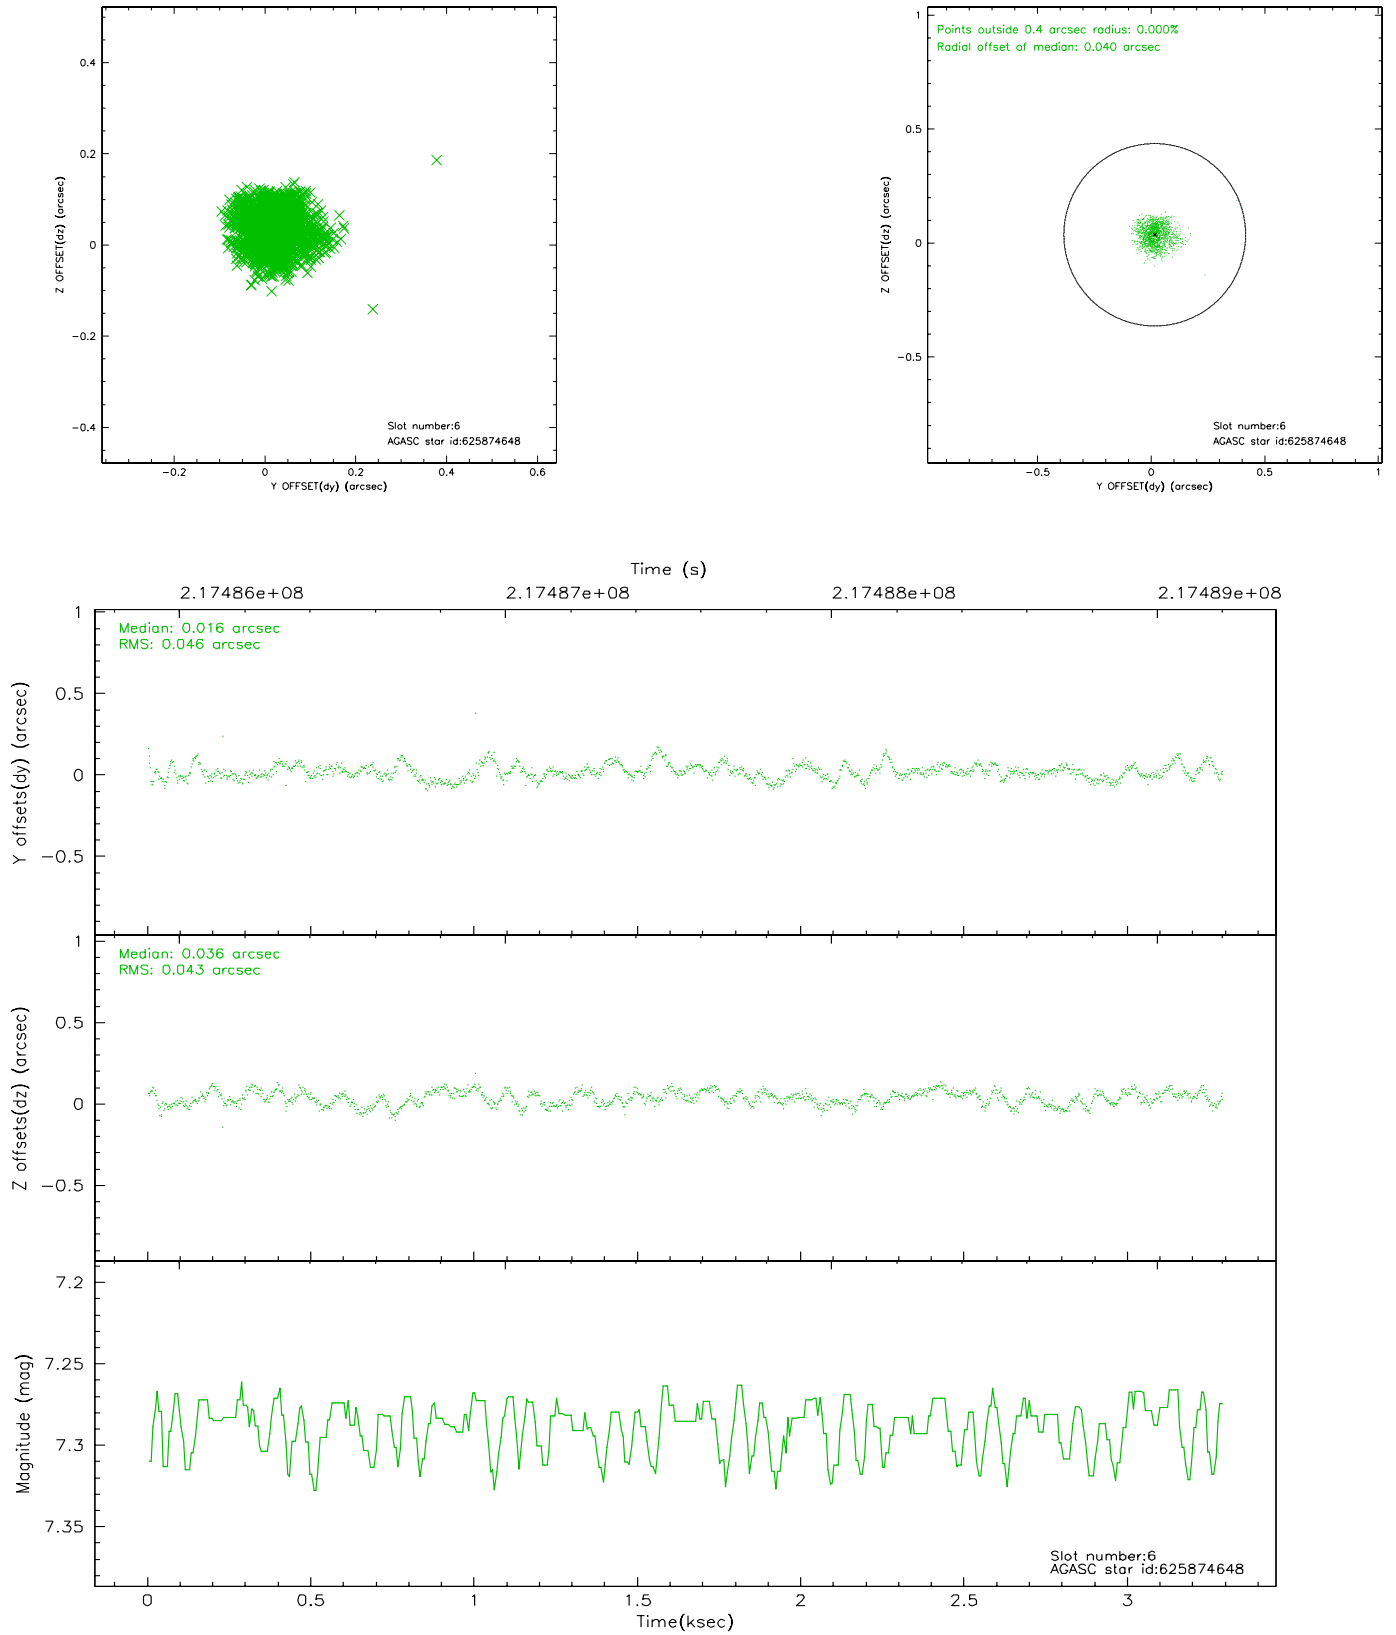 0.4
0.2
0
−0.2
−0.4
Z OFFSET(dz) (arcsec)
Slot number:6
AGASC star id:625874648
−0.2 0 0.2 0.4 0.6
Y OFFSET(dy) (arcsec)
Points outside 0.4 arcsec radius: 0.000%
Radial offset of median: 0.040 arcsec
1
0.5
0
−0.5
Z OFFSET(dz) (arcsec)
Slot number:6
AGASC star id:625874648
−0.5 0 0.5 1
Y OFFSET(dy) (arcsec)
Time (s)
2.17486e+08 2.17487e+08 2.17488e+08 2.17489e+08
Median: 0.016 arcsec
RMS: 0.046 arcsec
1
0.5
0
−0.5
Y offsets(dy) (arcsec)
Median: 0.036 arcsec
RMS: 0.043 arcsec
1
0.5
0
−0.5
Z offsets(dz) (arcsec)
7.2
7.25
7.3
7.35
Magnitude (mag)
Slot number:6
AGASC star id:625874648
0 0.5 1 1.5 2 2.5 3
Time(ksec)